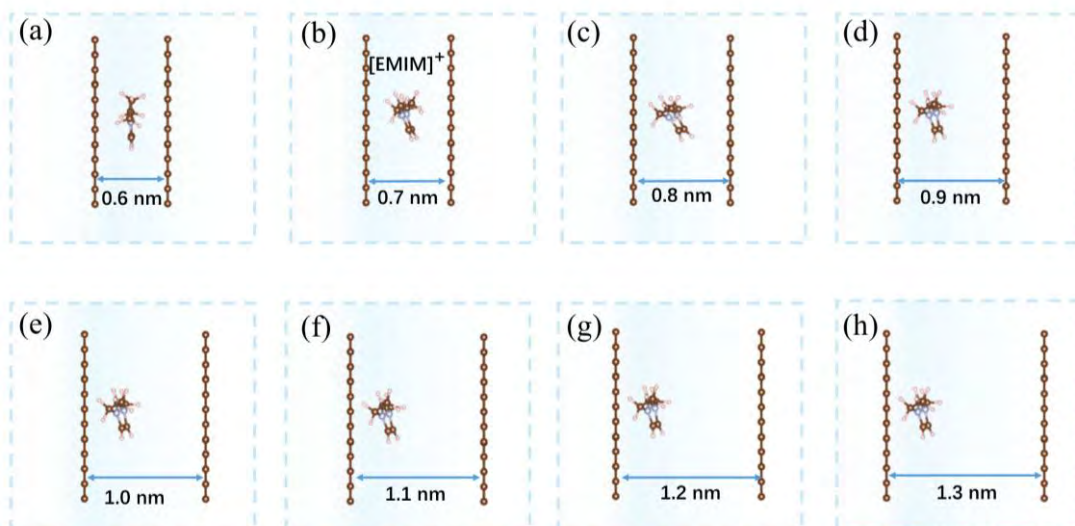 (a)
0.6 nm
(b)
[EMIM]+
0.7 nm
(c)
0.8 nm
(d)
0.9 nm
(e)
1.0 nm
(f)
1.1 nm
(g)
1.2 nm
(h)
1.3 nm